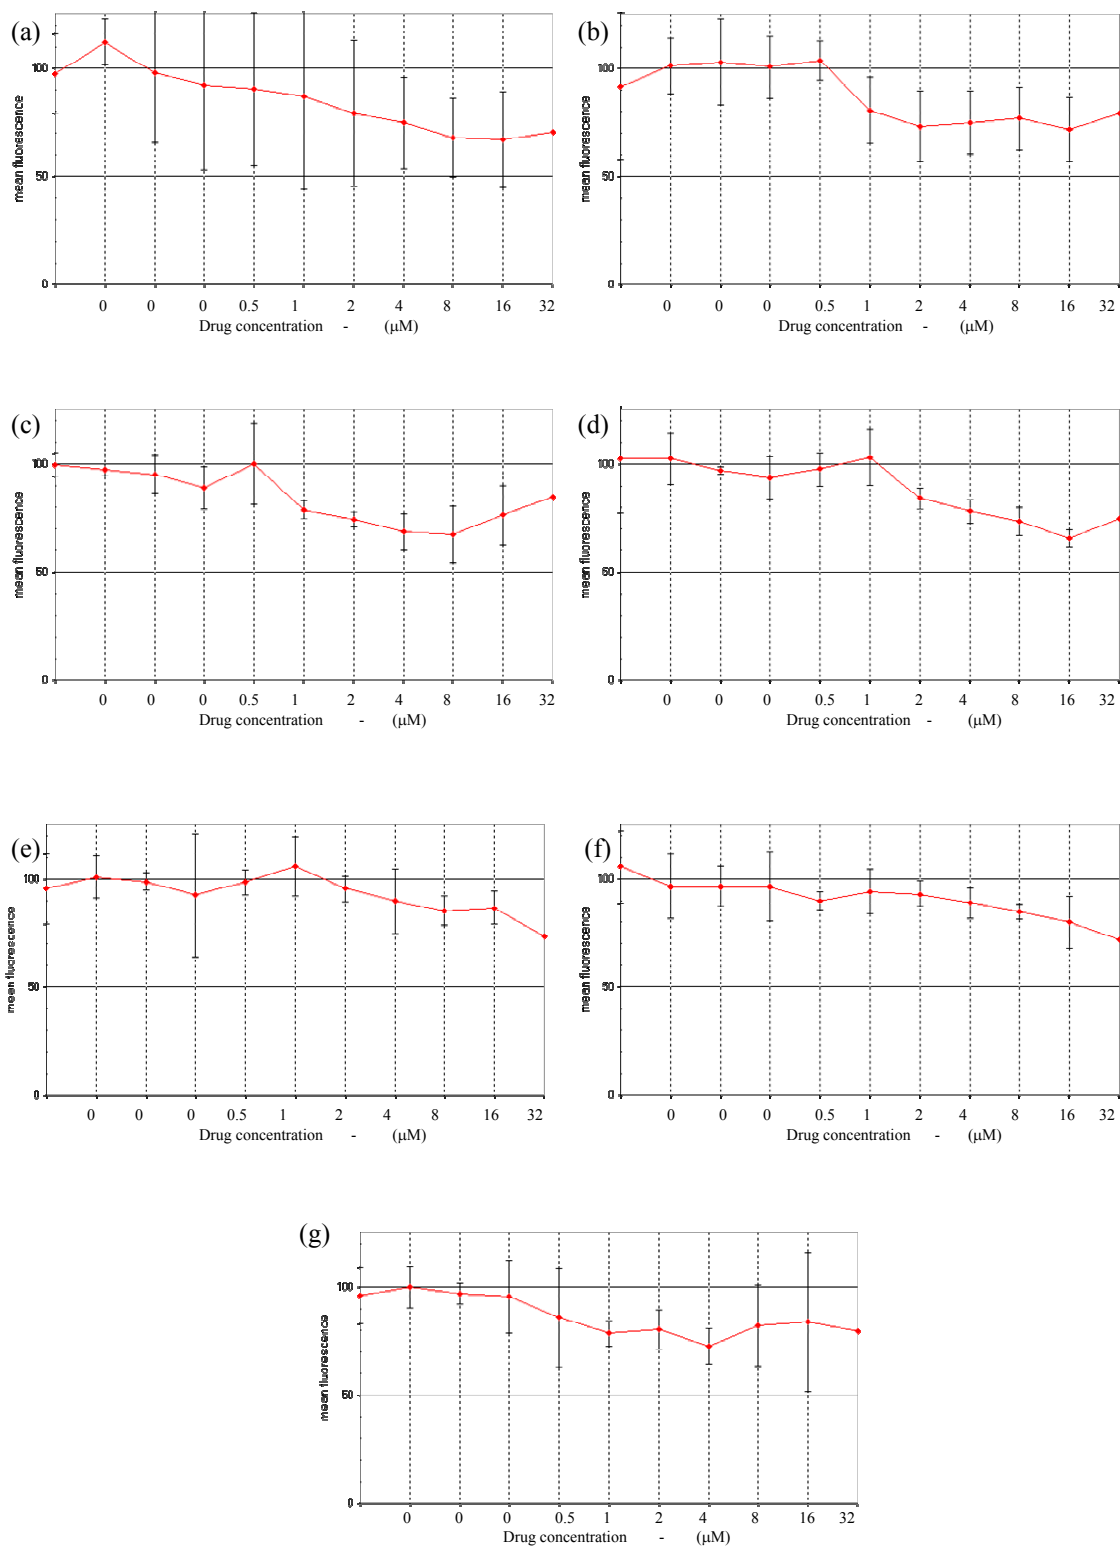 (a)
100
50
0
mean fluorescence
0 0 0 0.5 1 2 4 8 16 32
Drug concentration - (μM)
(b)
100
50
0
mean fluorescence
0 0 0 0.5 1 2 4 8 16 32
Drug concentration - (μM)
(c)
100
50
0
mean fluorescence
0 0 0 0.5 1 2 4 8 16 32
Drug concentration - (μM)
(d)
100
50
0
mean fluorescence
0 0 0 0.5 1 2 4 8 16 32
Drug concentration - (μM)
(e)
100
50
0
mean fluorescence
0 0 0 0.5 1 2 4 8 16 32
Drug concentration - (μM)
(f)
100
50
0
mean fluorescence
0 0 0 0.5 1 2 4 8 16 32
Drug concentration - (μM)
(g)
100
50
0
mean fluorescence
0 0 0 0.5 1 2 4 8 16 32
Drug concentration - (μM)